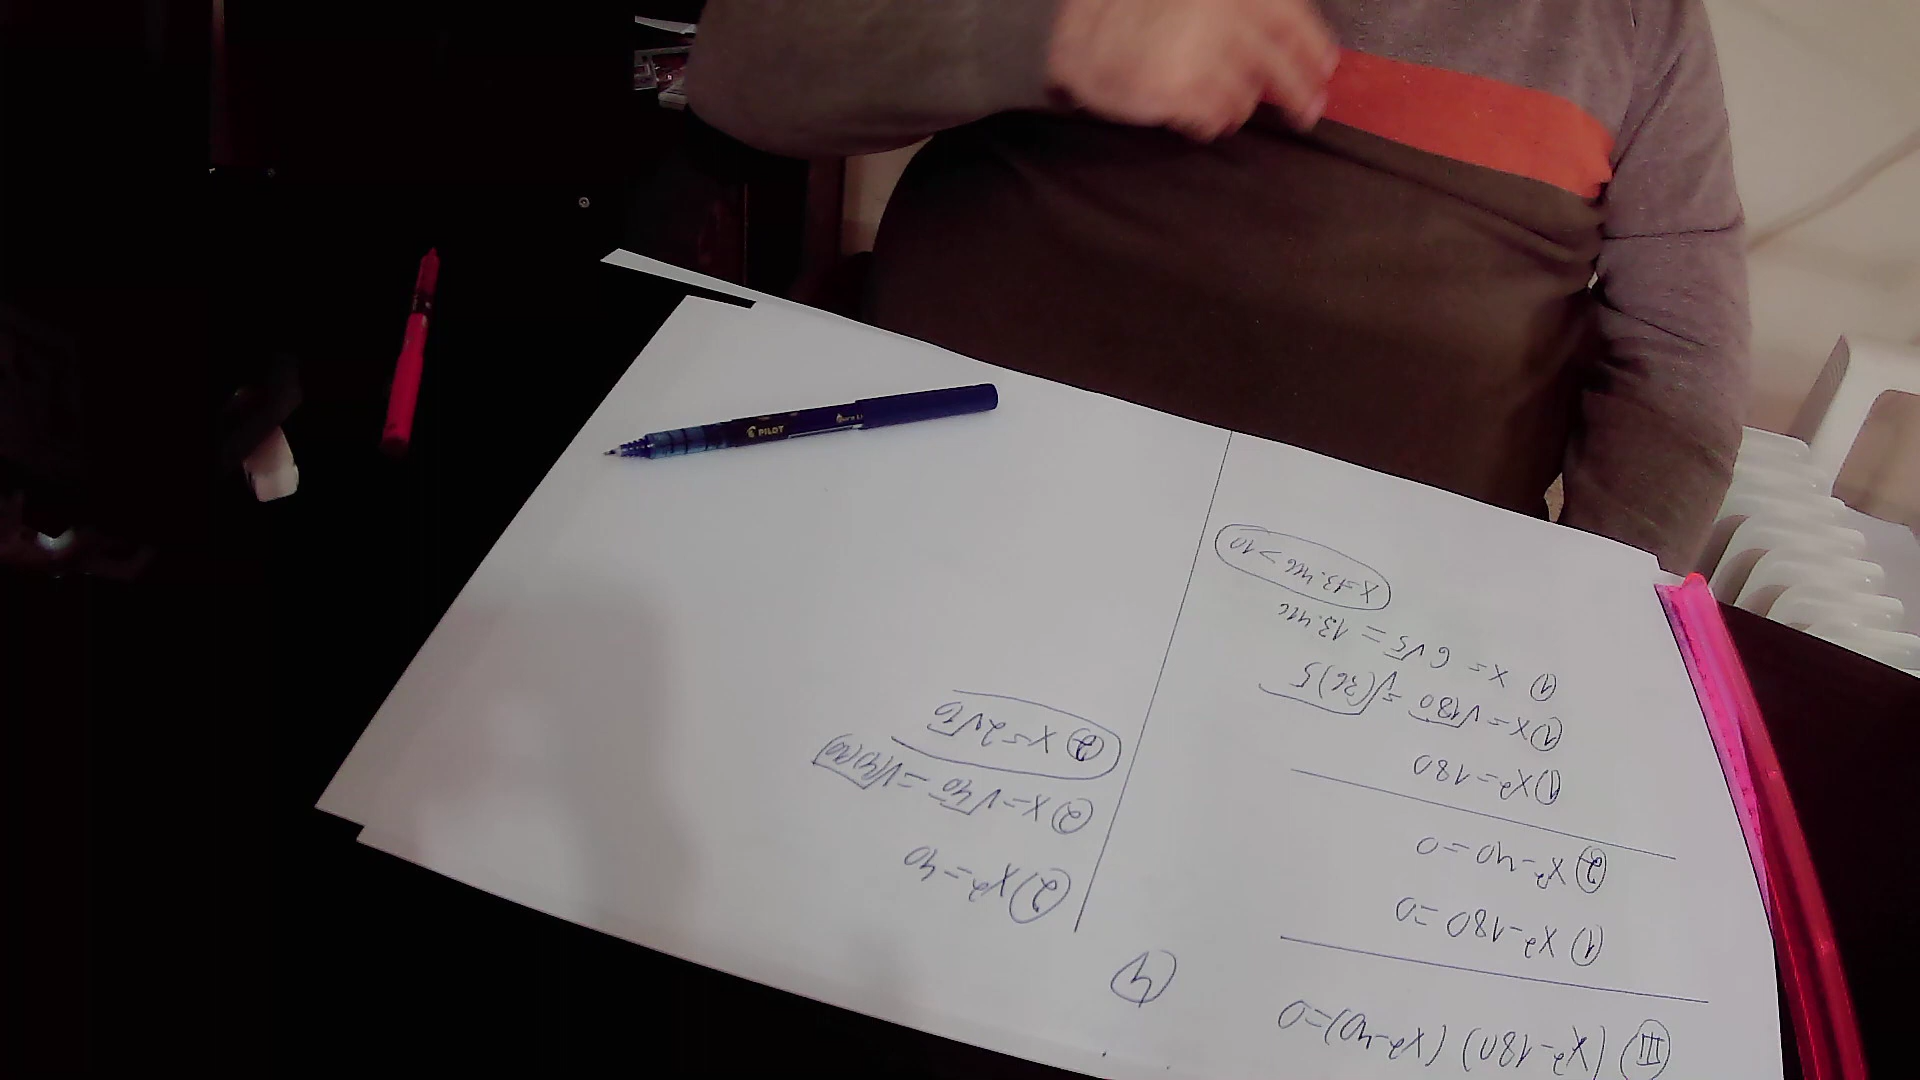 ④
Ⅲ (x²-180) (x²-40)=0
① x²-180=0
② x²-40=0
① x²=180
① x=√180 = √(36)5
① x= 6√5 = 13.416
x=13.416 > 10
② x²=40
② x=√40 = √(4)(10)
② x=2√10
PILOT